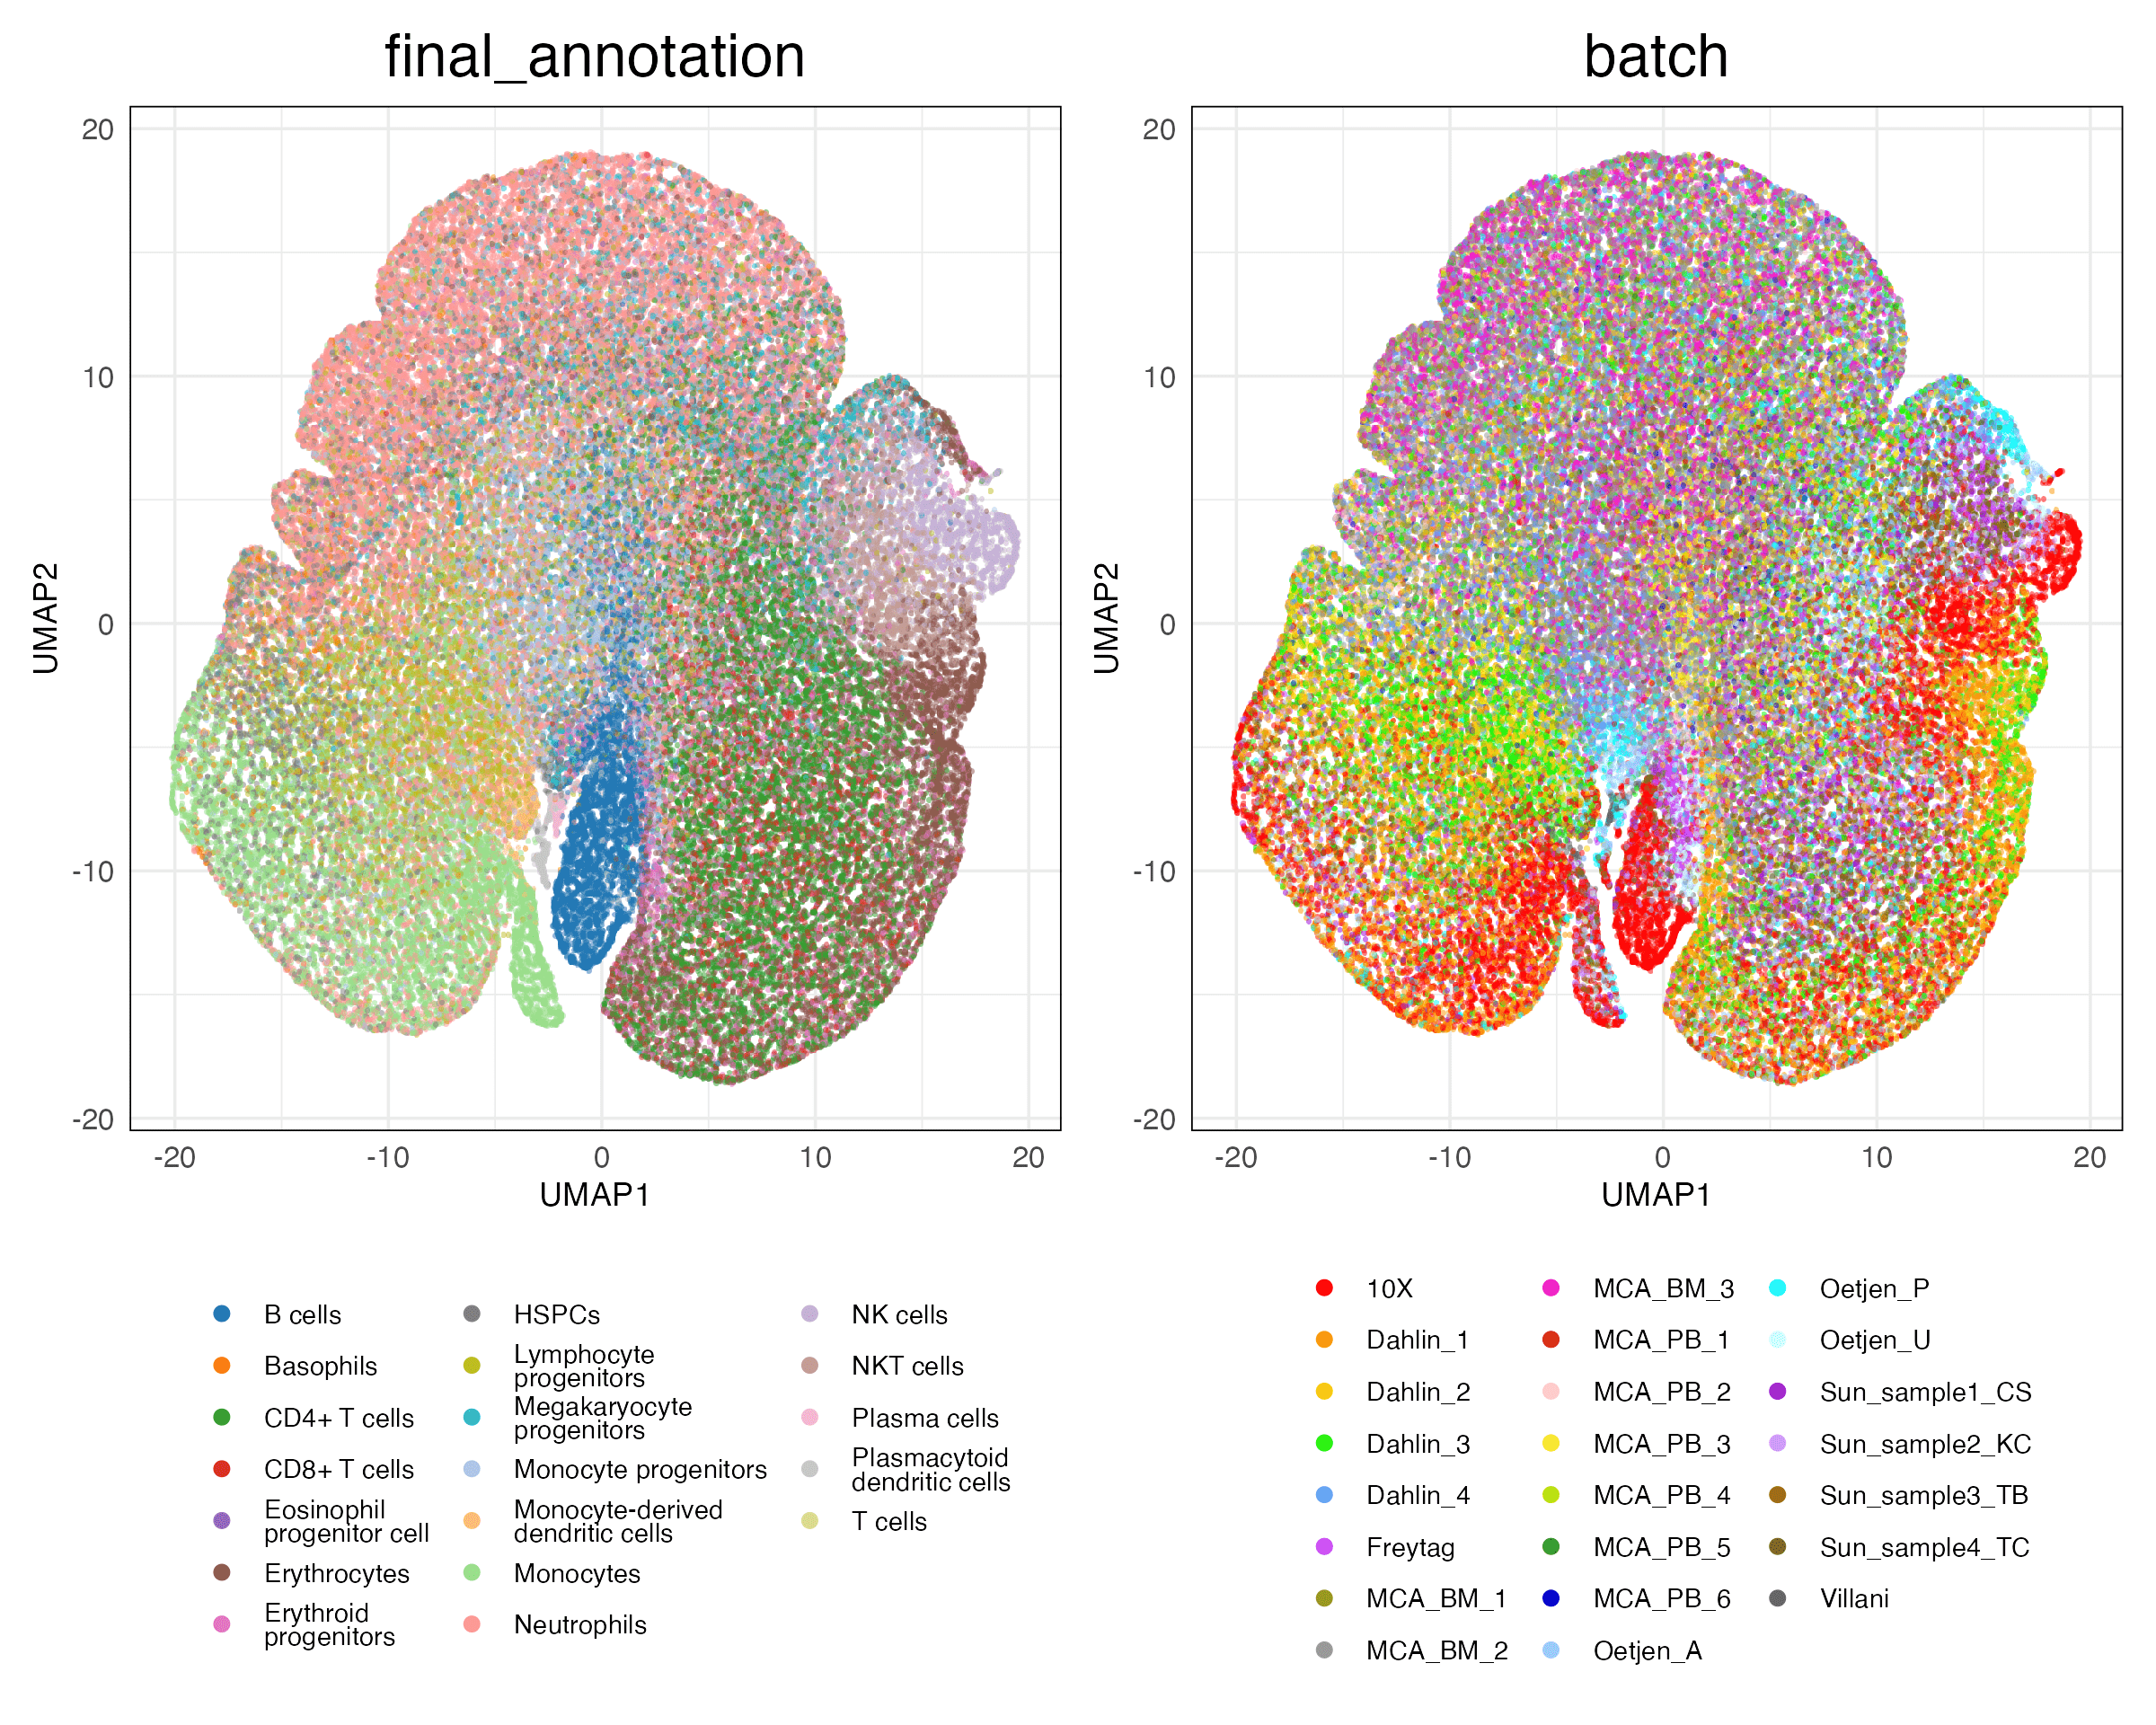 final_annotation
20
10
0
-10
-20
UMAP2
-20
-10
0
10
20
UMAP1
B cells
Basophils
CD4+ T cells
CD8+ T cells
Eosinophil
progenitor cell
Erythrocytes
Erythroid
progenitors
HSPCs
Lymphocyte
progenitors
Megakaryocyte
progenitors
Monocyte progenitors
Monocyte-derived
dendritic cells
Monocytes
Neutrophils
NK cells
NKT cells
Plasma cells
Plasmacytoid
dendritic cells
T cells
batch
20
10
0
-10
-20
UMAP2
-20
-10
0
10
20
UMAP1
10X
Dahlin_1
Dahlin_2
Dahlin_3
Dahlin_4
Freytag
MCA_BM_1
MCA_BM_2
MCA_BM_3
MCA_PB_1
MCA_PB_2
MCA_PB_3
MCA_PB_4
MCA_PB_5
MCA_PB_6
Oetjen_A
Oetjen_P
Oetjen_U
Sun_sample1_CS
Sun_sample2_KC
Sun_sample3_TB
Sun_sample4_TC
Villani